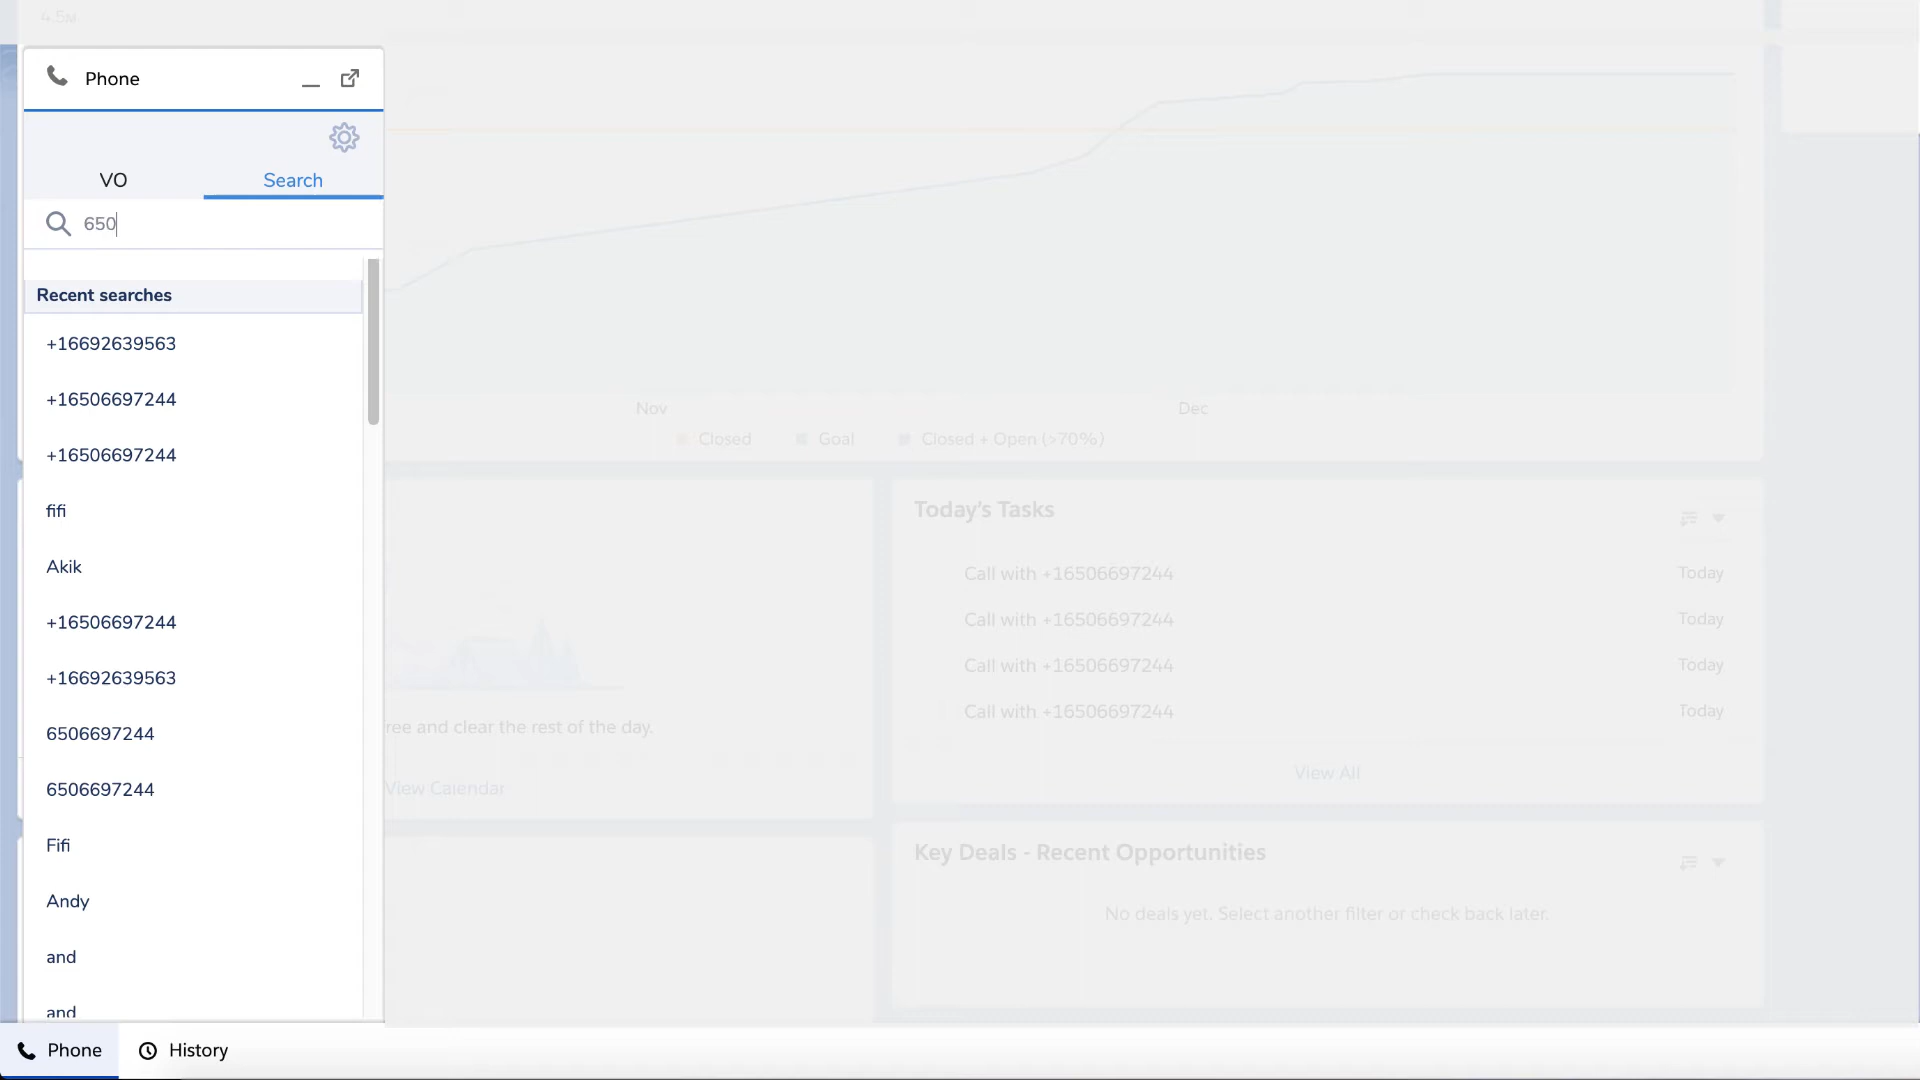 4.5M
Phone
VO
Search
650
Recent searches
+16692639563
+16506697244
+16506697244
fifi
Akik
+16506697244
+16692639563
6506697244
6506697244
Fifi
Andy
and
and
Nov
Dec
Closed
Goal
Closed + Open (>70%)
ree and clear the rest of the day.
View Calendar
Today's Tasks
Call with +16506697244
Today
Call with +16506697244
Today
Call with +16506697244
Today
Call with +16506697244
Today
View All
Key Deals - Recent Opportunities
No deals yet. Select another filter or check back later.
Phone
History